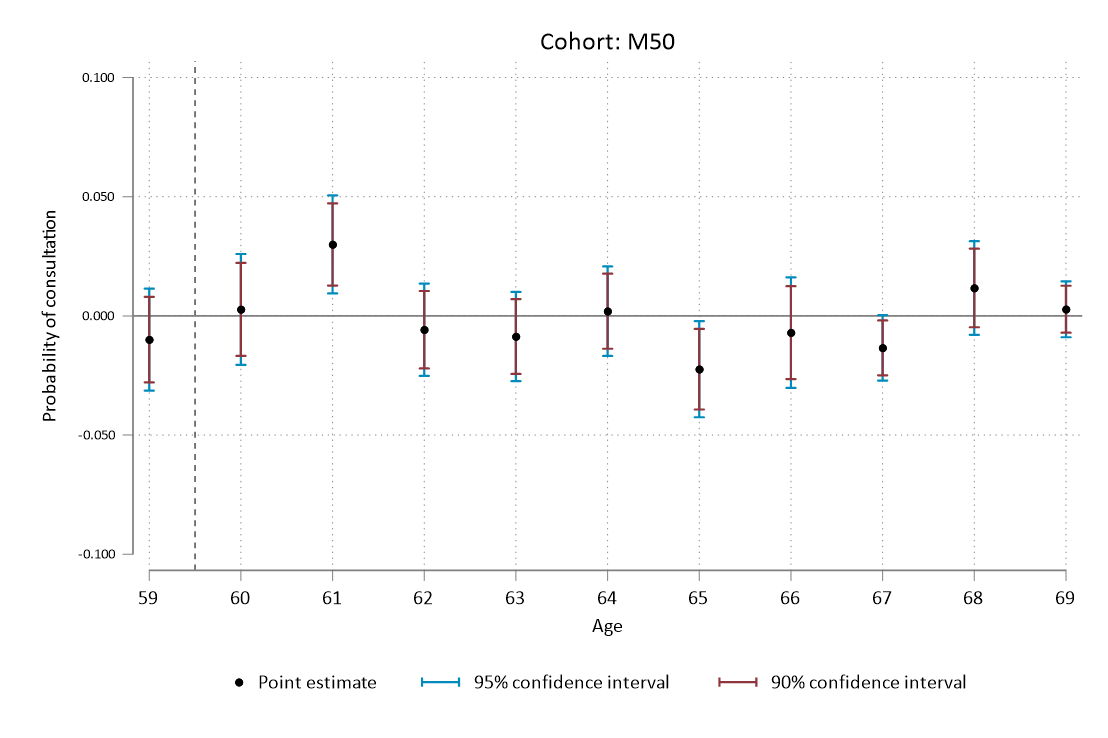 Cohort: M50
0.100
0.050
0.000
-0.050
-0.100
Probability of consultation
59 60 61 62 63 64 65 66 67 68 69
Age
Point estimate 95% confidence interval 90% confidence interval